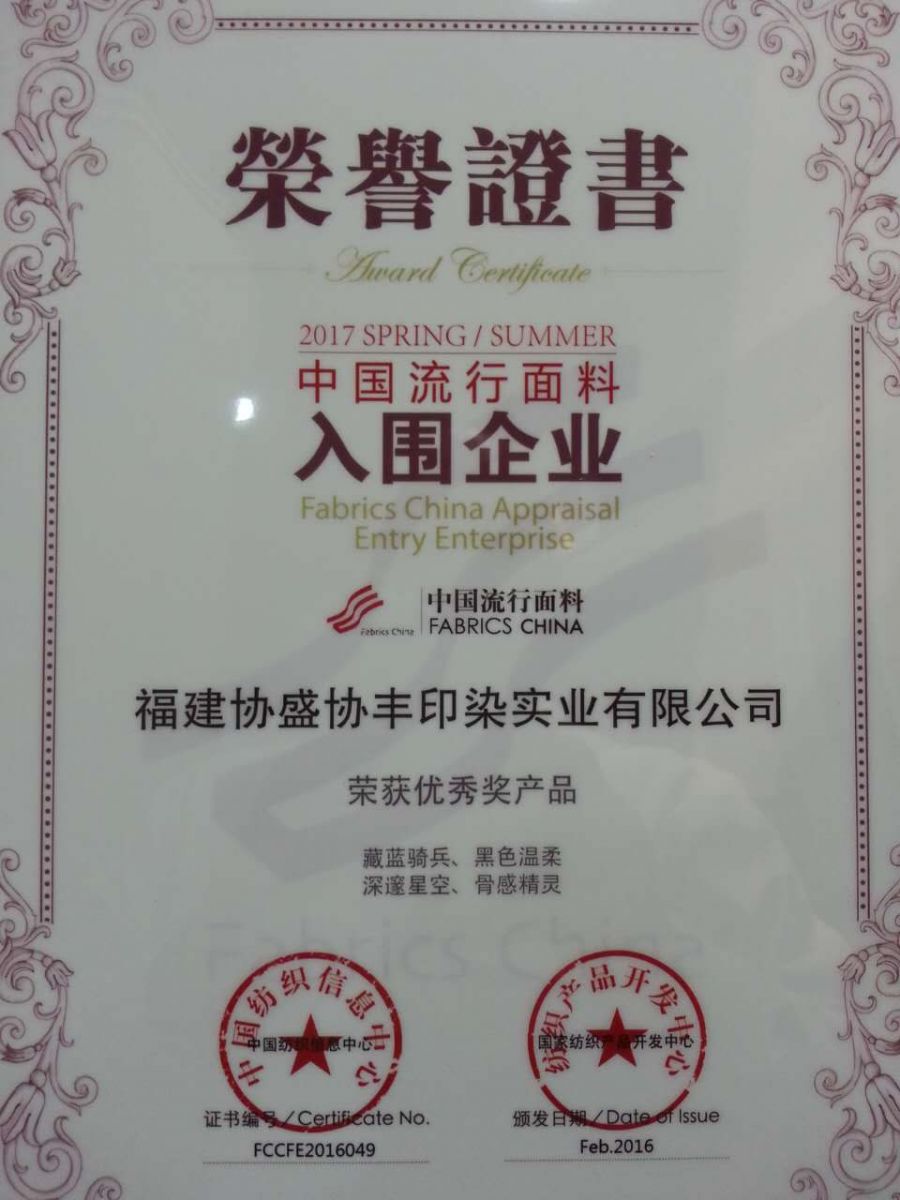 榮譽證書
Award Certificate
2017 SPRING / SUMMER
中国流行面料
入围企业
Fabrics China Appraisal
Entry Enterprise
Fabrics China
中国流行面料
FABRICS CHINA
福建协盛协丰印染实业有限公司
荣获优秀奖产品
藏蓝骑兵、黑色温柔
深邃星空、骨感精灵
Fabrics China
中国纺织信息中心
中国纺织信息中心
纺织产品开发中心
国家纺织产品开发中心
证书编号/Certificate No.
FCCFE2016049
颁发日期/Date of Issue
Feb.2016